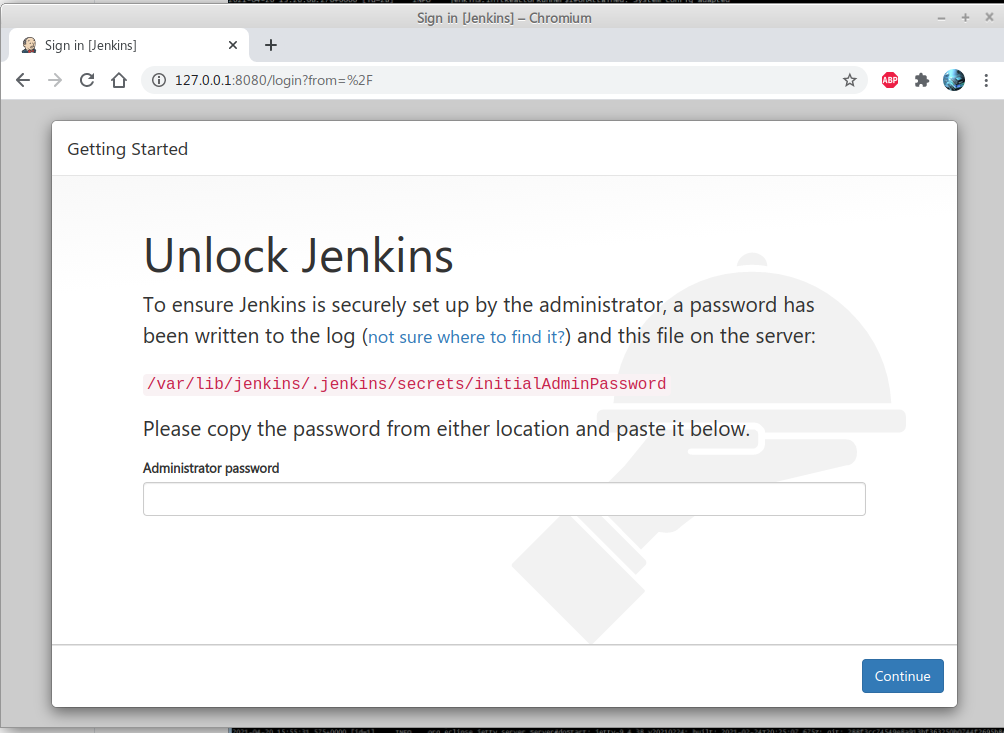 Sign in [Jenkins] – Chromium
Sign in [Jenkins]
127.0.0.1:8080/login?from=%2F
ABP
Getting Started
Unlock Jenkins
To ensure Jenkins is securely set up by the administrator, a password has
been written to the log (not sure where to find it?) and this file on the server:
/var/lib/jenkins/.jenkins/secrets/initialAdminPassword
Please copy the password from either location and paste it below.
Administrator password
Continue